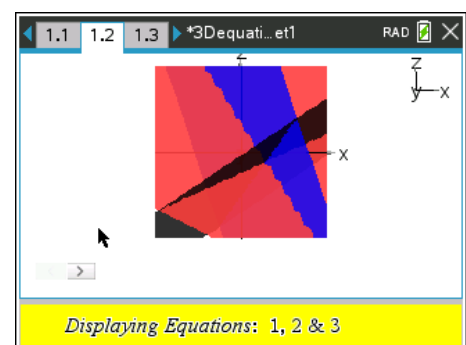 1.1 1.2 1.3 *3Dequati...et1 RAD
z
z
y x
x
Displaying Equations: 1, 2 & 3